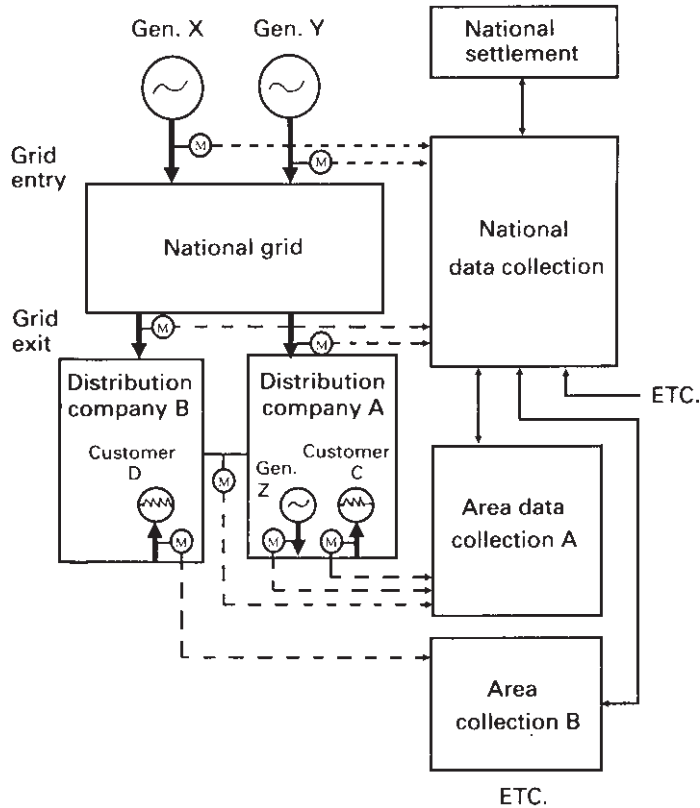 Gen. X
Gen. Y
National
settlement
M
M
Grid
entry
National grid
National
data collection
Grid
exit
M
M
Distribution
company B
Distribution
company A
ETC.
Customer
D
Gen.
Z
Customer
C
M
M
M
M
Area data
collection A
Area
collection B
ETC.